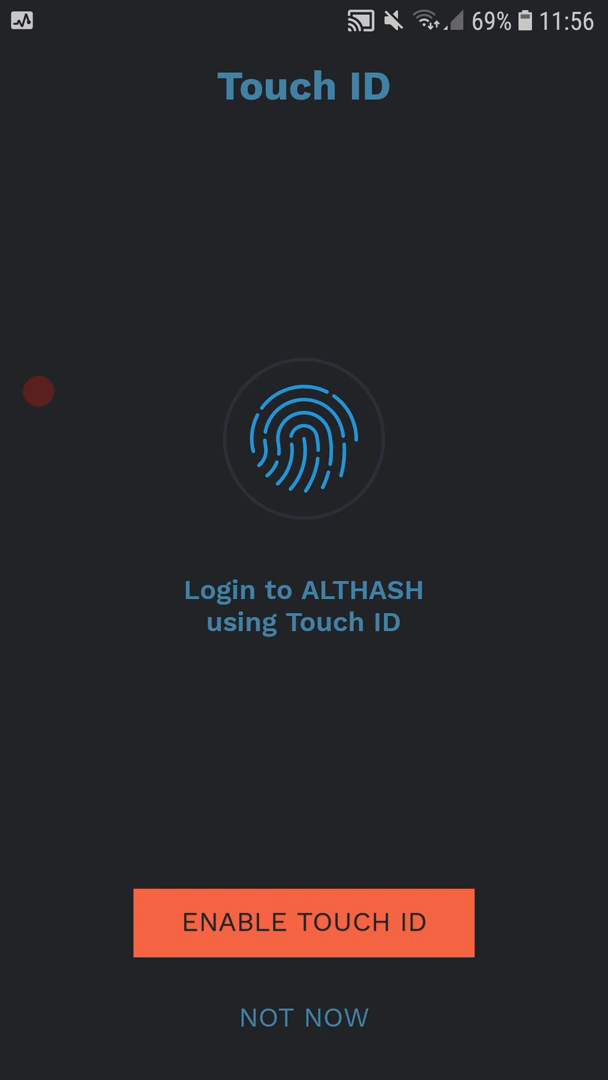 69% 11:56
Touch ID
Login to ALTHASH
using Touch ID
ENABLE TOUCH ID
NOT NOW